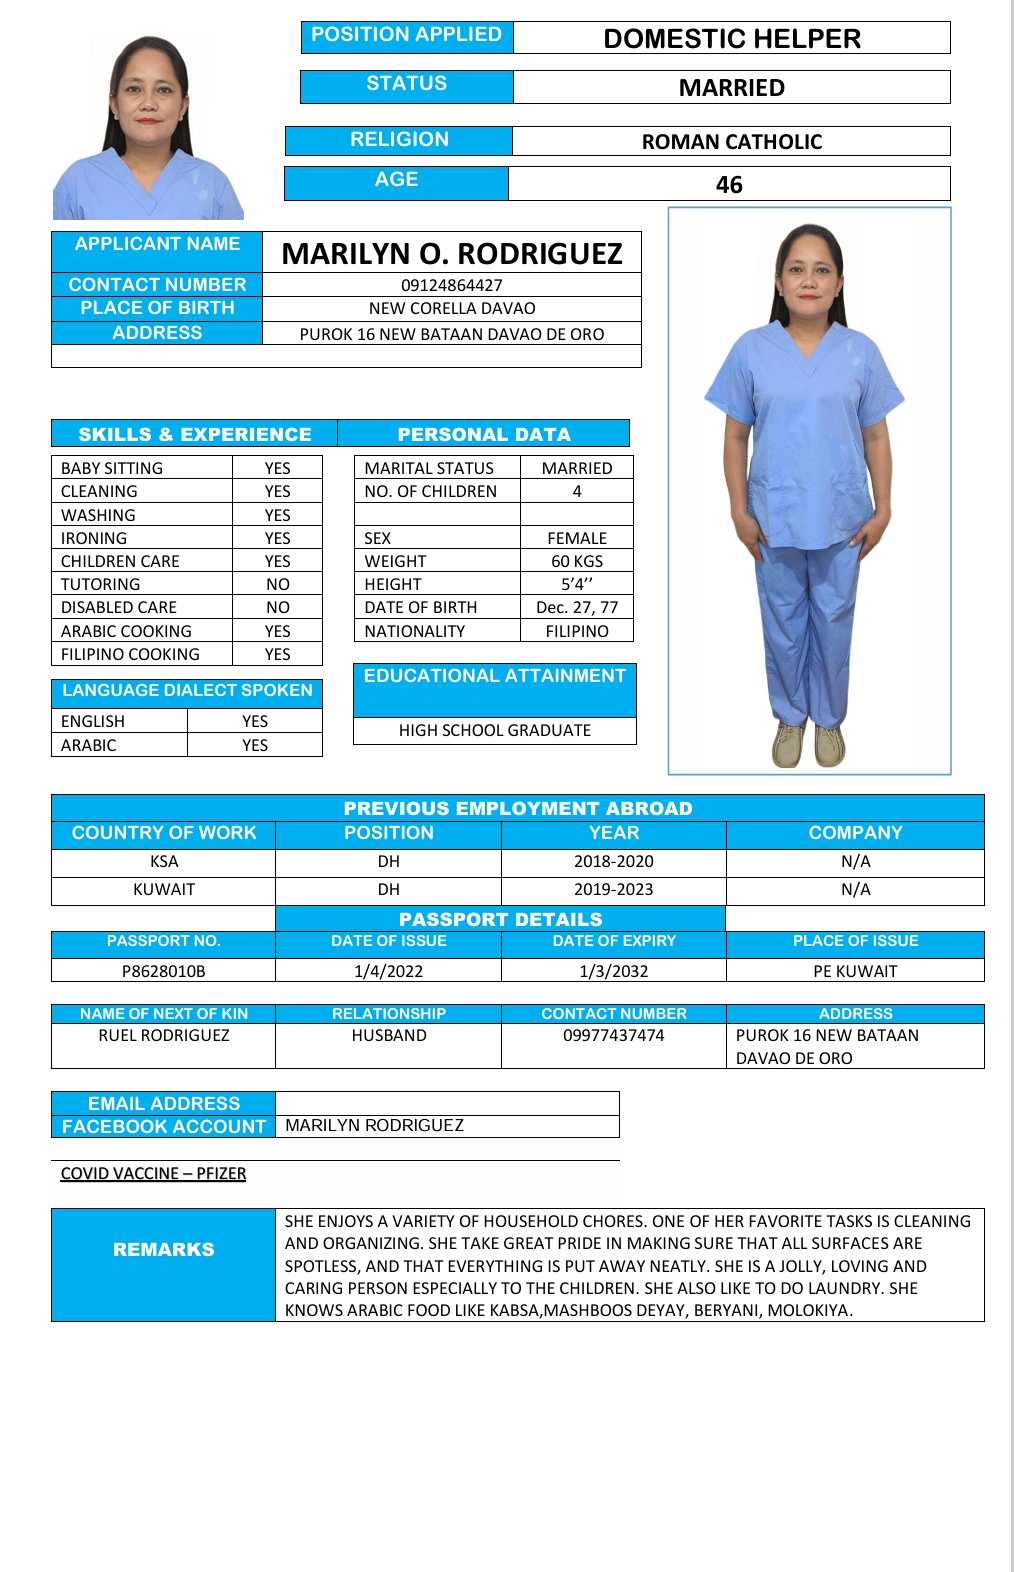 POSITION APPLIED DOMESTIC HELPER
STATUS MARRIED
RELIGION ROMAN CATHOLIC
AGE 46
APPLICANT NAME MARILYN O. RODRIGUEZ
CONTACT NUMBER 09124864427
PLACE OF BIRTH NEW CORELLA DAVAO
ADDRESS PUROK 16 NEW BATAAN DAVAO DE ORO
SKILLS & EXPERIENCE PERSONAL DATA
BABY SITTING YES MARITAL STATUS MARRIED
CLEANING YES NO. OF CHILDREN 4
WASHING YES
IRONING YES SEX FEMALE
CHILDREN CARE YES WEIGHT 60 KGS
TUTORING NO HEIGHT 5’4’’
DISABLED CARE NO DATE OF BIRTH Dec. 27, 77
ARABIC COOKING YES NATIONALITY FILIPINO
FILIPINO COOKING YES
LANGUAGE DIALECT SPOKEN EDUCATIONAL ATTAINMENT
ENGLISH YES HIGH SCHOOL GRADUATE
ARABIC YES
PREVIOUS EMPLOYMENT ABROAD
COUNTRY OF WORK POSITION YEAR COMPANY
KSA DH 2018-2020 N/A
KUWAIT DH 2019-2023 N/A
PASSPORT DETAILS
PASSPORT NO. DATE OF ISSUE DATE OF EXPIRY PLACE OF ISSUE
P8628010B 1/4/2022 1/3/2032 PE KUWAIT
NAME OF NEXT OF KIN RELATIONSHIP CONTACT NUMBER ADDRESS
RUEL RODRIGUEZ HUSBAND 09977437474 PUROK 16 NEW BATAAN
DAVAO DE ORO
EMAIL ADDRESS
FACEBOOK ACCOUNT MARILYN RODRIGUEZ
COVID VACCINE – PFIZER
REMARKS
SHE ENJOYS A VARIETY OF HOUSEHOLD CHORES. ONE OF HER FAVORITE TASKS IS CLEANING
AND ORGANIZING. SHE TAKE GREAT PRIDE IN MAKING SURE THAT ALL SURFACES ARE
SPOTLESS, AND THAT EVERYTHING IS PUT AWAY NEATLY. SHE IS A JOLLY, LOVING AND
CARING PERSON ESPECIALLY TO THE CHILDREN. SHE ALSO LIKE TO DO LAUNDRY. SHE
KNOWS ARABIC FOOD LIKE KABSA,MASHBOOS DEYAY, BERYANI, MOLOKIYA.